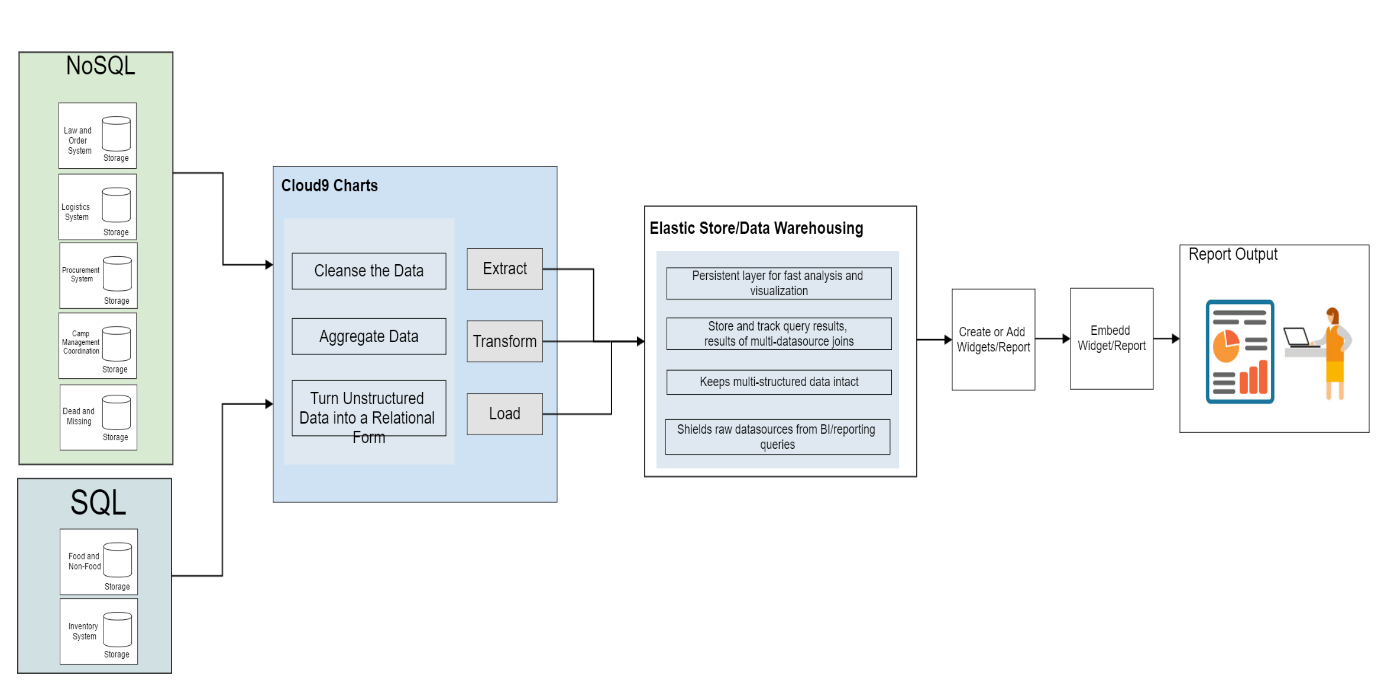 NoSQL
Law and
Order
System
Storage
Logistics
System
Storage
Procurement
System
Storage
Camp
Management
Coordination
Storage
Dead and
Missing
Storage
SQL
Food and
Non-Food
Storage
Inventory
System
Storage
Cloud9 Charts
Cleanse the Data
Aggregate Data
Turn Unstructured
Data into a Relational
Form
Extract
Transform
Load
Elastic Store/Data Warehousing
Persistent layer for fast analysis and
visualization
Store and track query results,
results of multi-datasource joins
Keeps multi-structured data intact
Shields raw datasources from BI/reporting
queries
Create or Add
Widgets/Report
Embedd
Widget/Report
Report Output